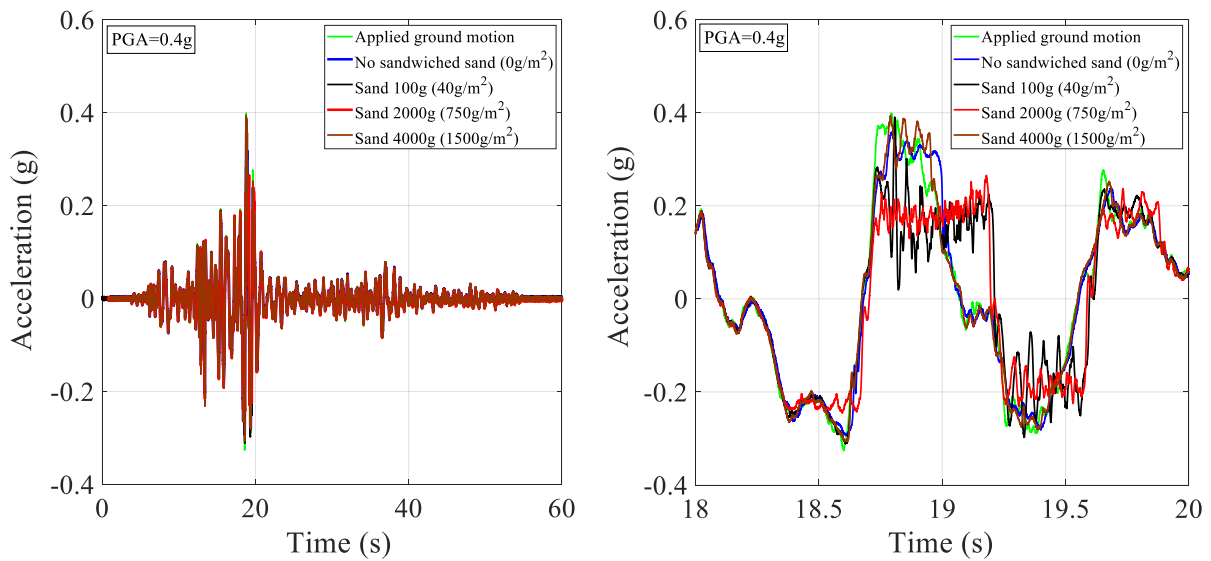 0.6
0.4
0.2
0
-0.2
-0.4
Acceleration (g)
PGA=0.4g
Applied ground motion
No sandwiched sand (0g/m²)
Sand 100g (40g/m²)
Sand 2000g (750g/m²)
Sand 4000g (1500g/m²)
0 20 40 60
Time (s)
0.6
0.4
0.2
0
-0.2
-0.4
Acceleration (g)
PGA=0.4g
Applied ground motion
No sandwiched sand (0g/m²)
Sand 100g (40g/m²)
Sand 2000g (750g/m²)
Sand 4000g (1500g/m²)
18 18.5 19 19.5 20
Time (s)